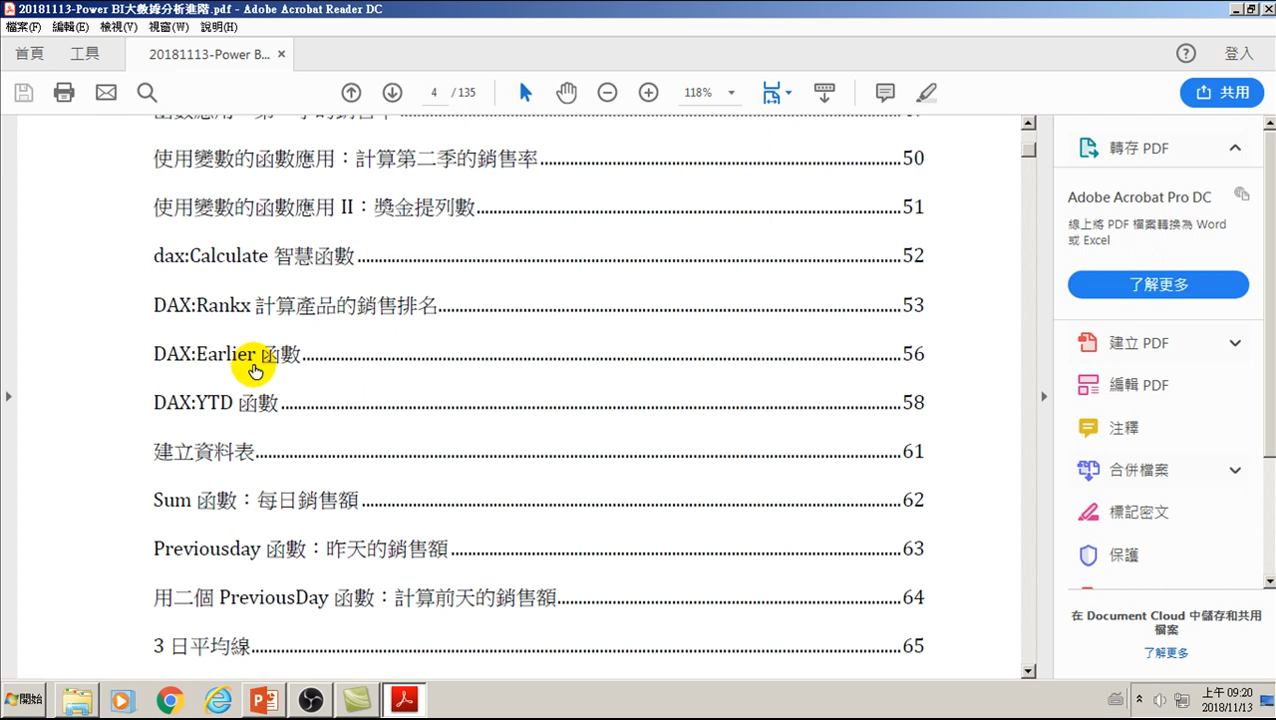 20181113-Power BI大數據分析進階.pdf - Adobe Acrobat Reader DC
檔案(F) 編輯(E) 檢視(V) 視窗(W) 說明(H)
首頁 工具 20181113-Power B... × 登入
4 / 135 118% 共用
使用變數的函數應用：計算第二季的銷售率 50
使用變數的函數應用 II：獎金提列數 51
dax:Calculate 智慧函數 52
DAX:Rankx 計算產品的銷售排名 53
DAX:Earlier 函數 56
DAX:YTD 函數 58
建立資料表 61
Sum 函數：每日銷售額 62
Previousday 函數：昨天的銷售額 63
用二個 PreviousDay 函數：計算前天的銷售額 64
3 日平均線 65
轉存 PDF
Adobe Acrobat Pro DC
線上將 PDF 檔案轉換為 Word
或 Excel
了解更多
建立 PDF
編輯 PDF
注釋
合併檔案
標記密文
保護
在 Document Cloud 中儲存和共用
檔案
了解更多
開始
上午 09:20
2018/11/13